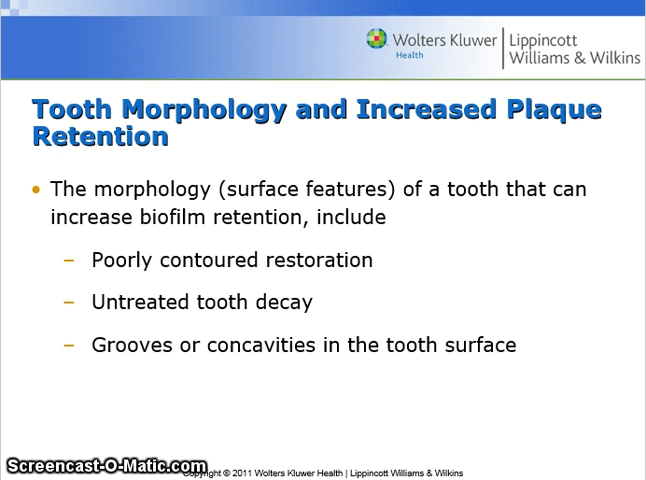 Wolters Kluwer
Health
Lippincott
Williams & Wilkins
Tooth Morphology and Increased Plaque
Retention
• The morphology (surface features) of a tooth that can
increase biofilm retention, include
– Poorly contoured restoration
– Untreated tooth decay
– Grooves or concavities in the tooth surface
Screencast-O-Matic.com
Copyright © 2011 Wolters Kluwer Health | Lippincott Williams & Wilkins